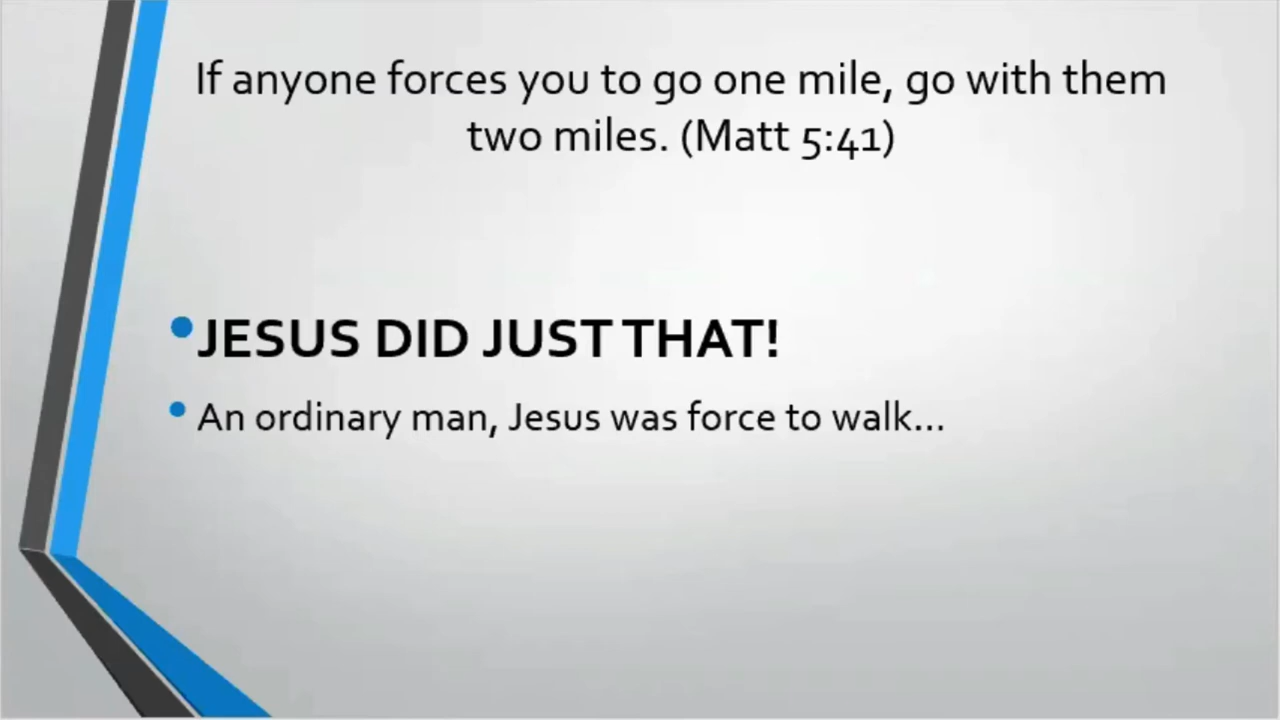 If anyone forces you to go one mile, go with them
two miles. (Matt 5:41)
• JESUS DID JUST THAT!
• An ordinary man, Jesus was force to walk...